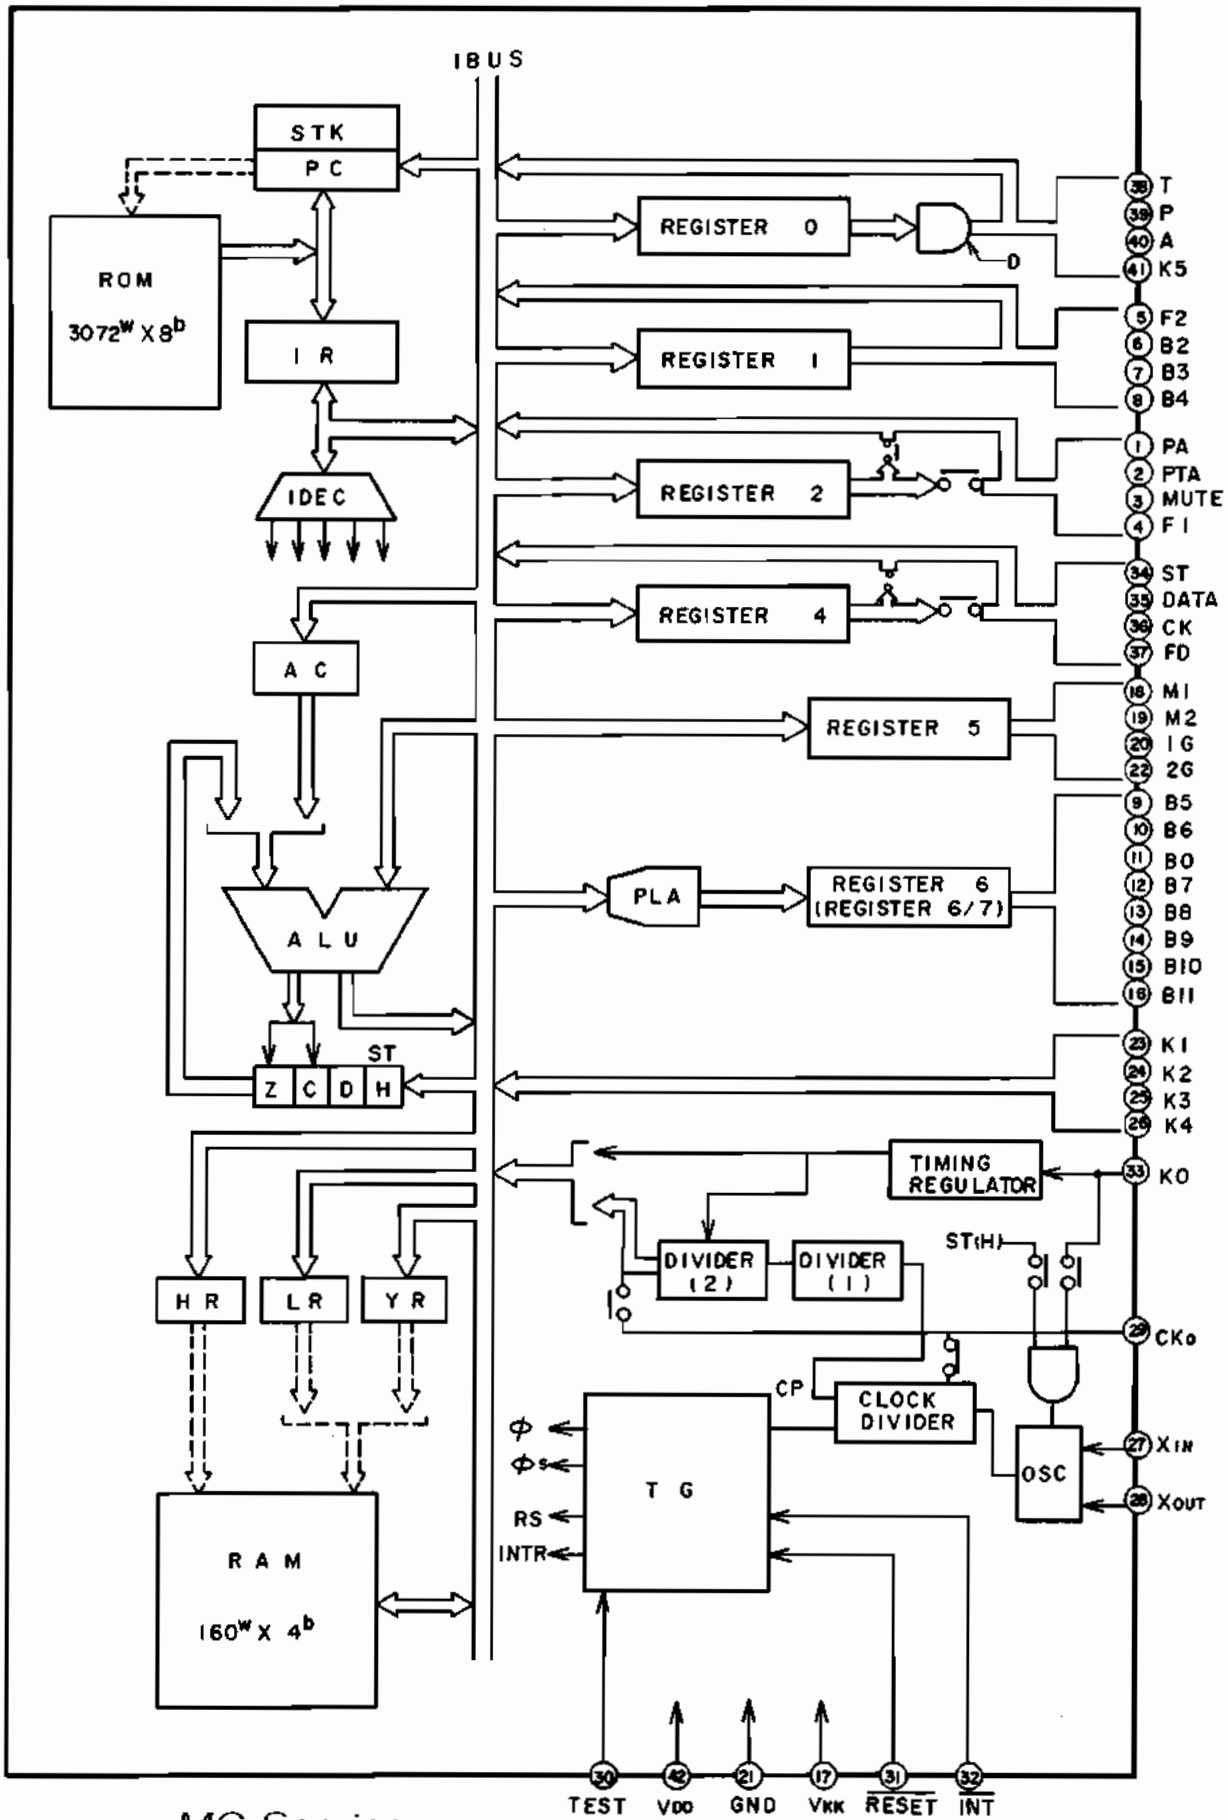 IBUS
STK
PC
ROM
3072W X 8b
IR
IDEC
AC
ALU
ST
Z C D H
HR
LR
YR
RAM
160W X 4b
REGISTER 0
D
REGISTER 1
REGISTER 2
REGISTER 4
REGISTER 5
PLA
REGISTER 6
(REGISTER 6/7)
TIMING
REGULATOR
ST(H)
DIVIDER
(2)
DIVIDER
(1)
CP
CLOCK
DIVIDER
OSC
TG
φ
φs
RS
INTR
38 T
39 P
40 A
41 K5
5 F2
6 B2
7 B3
8 B4
1 PA
2 PTA
3 MUTE
4 F1
34 ST
35 DATA
36 CK
37 FD
18 M1
19 M2
20 1G
22 2G
9 B5
10 B6
11 B0
12 B7
13 B8
14 B9
15 B10
16 B11
23 K1
24 K2
25 K3
26 K4
33 K0
29 CKo
27 XIN
28 XOUT
30 42 21 17 31 32
TEST VDD GND VKK RESET INT